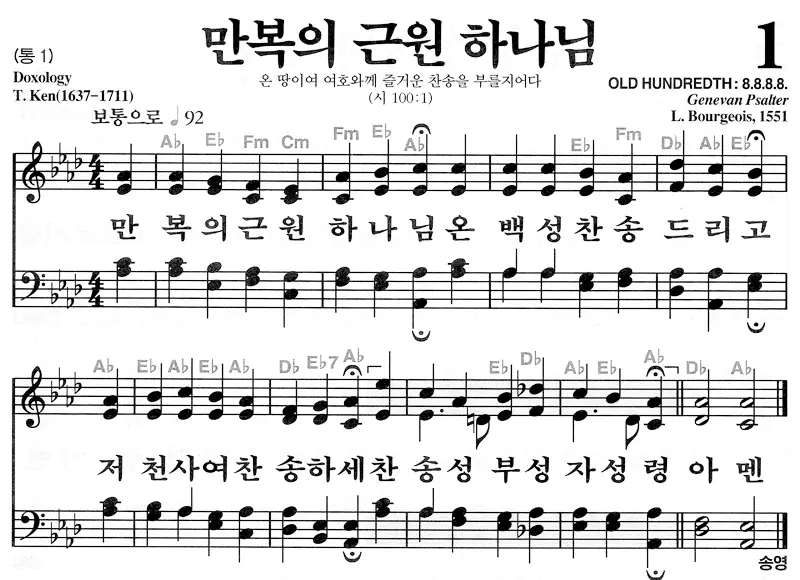 만복의 근원 하나님
1
(통 1)
온 땅이여 여호와께 즐거운 찬송을 부를지어다
OLD HUNDREDTH : 8.8.8.8.
Doxology
(시 100:1)
Genevan Psalter
T. Ken(1637-1711)
L. Bourgeois, 1551
보통으로 ♩92
A♭ E♭ Fm Cm Fm E♭ A♭ E♭ Fm D♭ A♭ E♭
4 4
만 복의근원 하나님온 백성찬송 드리고
4 4
A♭ E♭ A♭ E♭ A♭ D♭ E♭7 A♭ E♭ D♭ A♭ E♭ A♭ D♭ A♭
저 천사여찬 송하세찬 송성 부성 자성령 아멘
송영